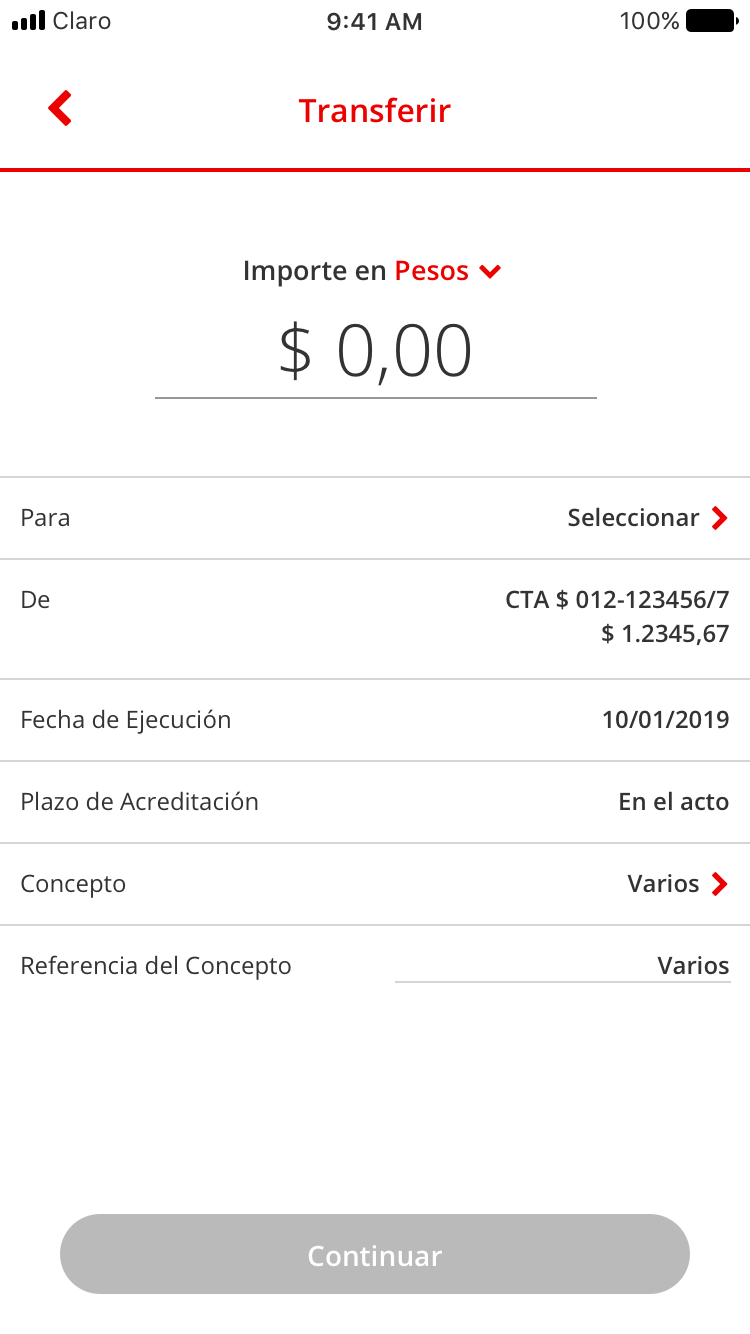 Claro 9:41 AM 100%
Transferir
Importe en Pesos
$ 0,00
Para Seleccionar
De CTA $ 012-123456/7
$ 1.2345,67
Fecha de Ejecución 10/01/2019
Plazo de Acreditación En el acto
Concepto Varios
Referencia del Concepto Varios
Continuar